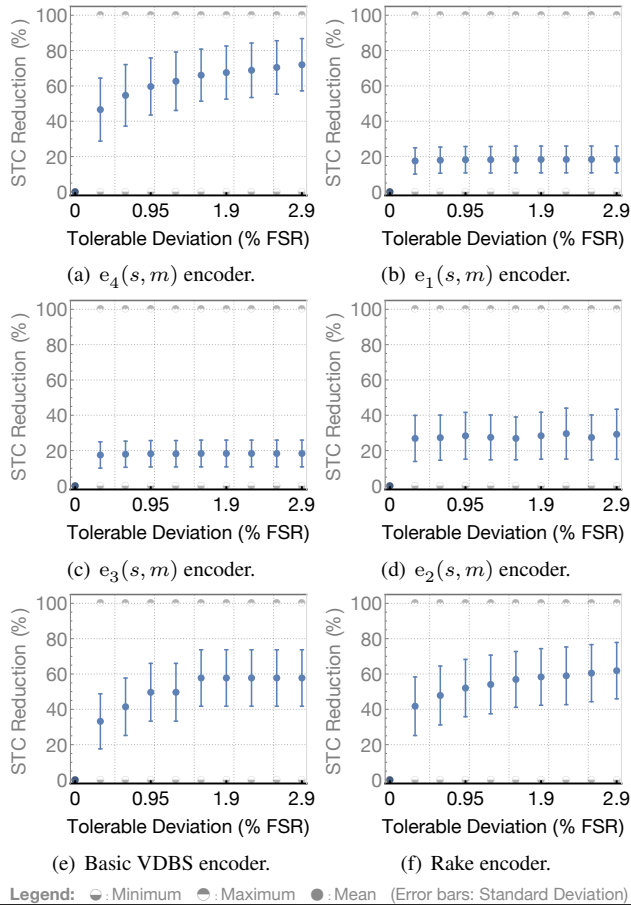 100
80
60
40
20
0
STC Reduction (%)
0 0.95 1.9 2.9
Tolerable Deviation (% FSR)
(a) e4(s, m) encoder.
100
80
60
40
20
0
STC Reduction (%)
0 0.95 1.9 2.9
Tolerable Deviation (% FSR)
(b) e1(s, m) encoder.
100
80
60
40
20
0
STC Reduction (%)
0 0.95 1.9 2.9
Tolerable Deviation (% FSR)
(c) e3(s, m) encoder.
100
80
60
40
20
0
STC Reduction (%)
0 0.95 1.9 2.9
Tolerable Deviation (% FSR)
(d) e2(s, m) encoder.
100
80
60
40
20
0
STC Reduction (%)
0 0.95 1.9 2.9
Tolerable Deviation (% FSR)
(e) Basic VDBS encoder.
100
80
60
40
20
0
STC Reduction (%)
0 0.95 1.9 2.9
Tolerable Deviation (% FSR)
(f) Rake encoder.
Legend: : Minimum : Maximum : Mean (Error bars: Standard Deviation)